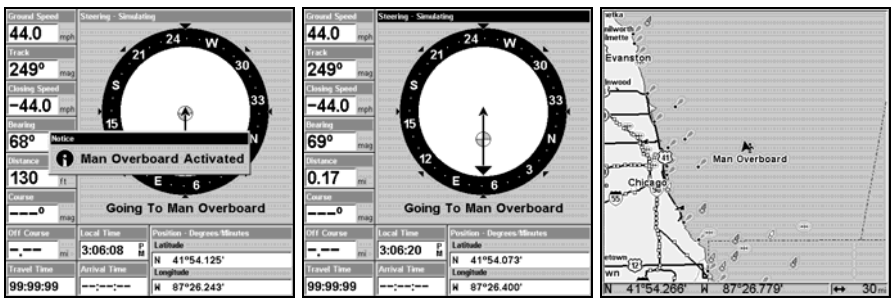 Ground Speed
44.0 mph
Track
249° mag
Closing Speed
-44.0 mph
Bearing
68°
Distance
130 ft
Course
---° mag
Off Course
-.-- mi
Travel Time
99:99:99
Steering - Simulating
21 24 W 30 33 N E 6 15 S
Notice
Man Overboard Activated
Going To Man Overboard
Local Time
3:06:08 PM
Arrival Time
--:--:--
Position - Degrees/Minutes
Latitude
N 41°54.125'
Longitude
W 87°26.243'
Ground Speed
44.0 mph
Track
249° mag
Closing Speed
-44.0 mph
Bearing
69° mag
Distance
0.17 mi
Course
---° mag
Off Course
-.-- mi
Travel Time
99:99:99
Steering - Simulating
21 24 W 30 33 N 3 6 E 12 15 S
Going To Man Overboard
Local Time
3:06:20 PM
Arrival Time
--:--:--
Position - Degrees/Minutes
Latitude
N 41°54.073'
Longitude
W 87°26.400'
Evanston
Man Overboard
41
Chicago
55
12
N 41°54.266' W 87°26.779' ↔ 30 mi